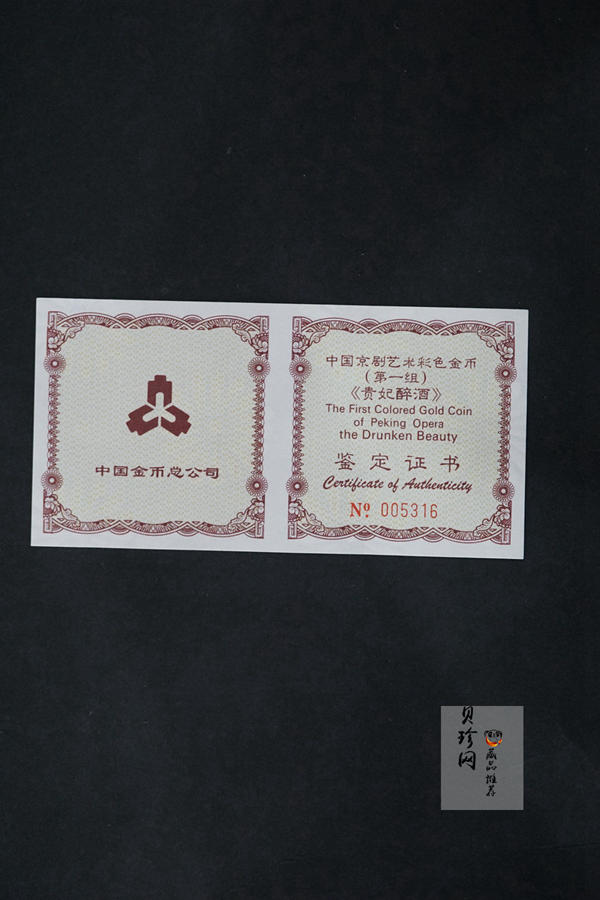 中国金币总公司
中国京剧艺术彩色金币
(第一组)
《贵妃醉酒》
The First Colored Gold Coin
of Peking Opera
the Drunken Beauty
鉴定证书
Certificate of Authenticity
Nº 005316
贝珍网
藏品推荐